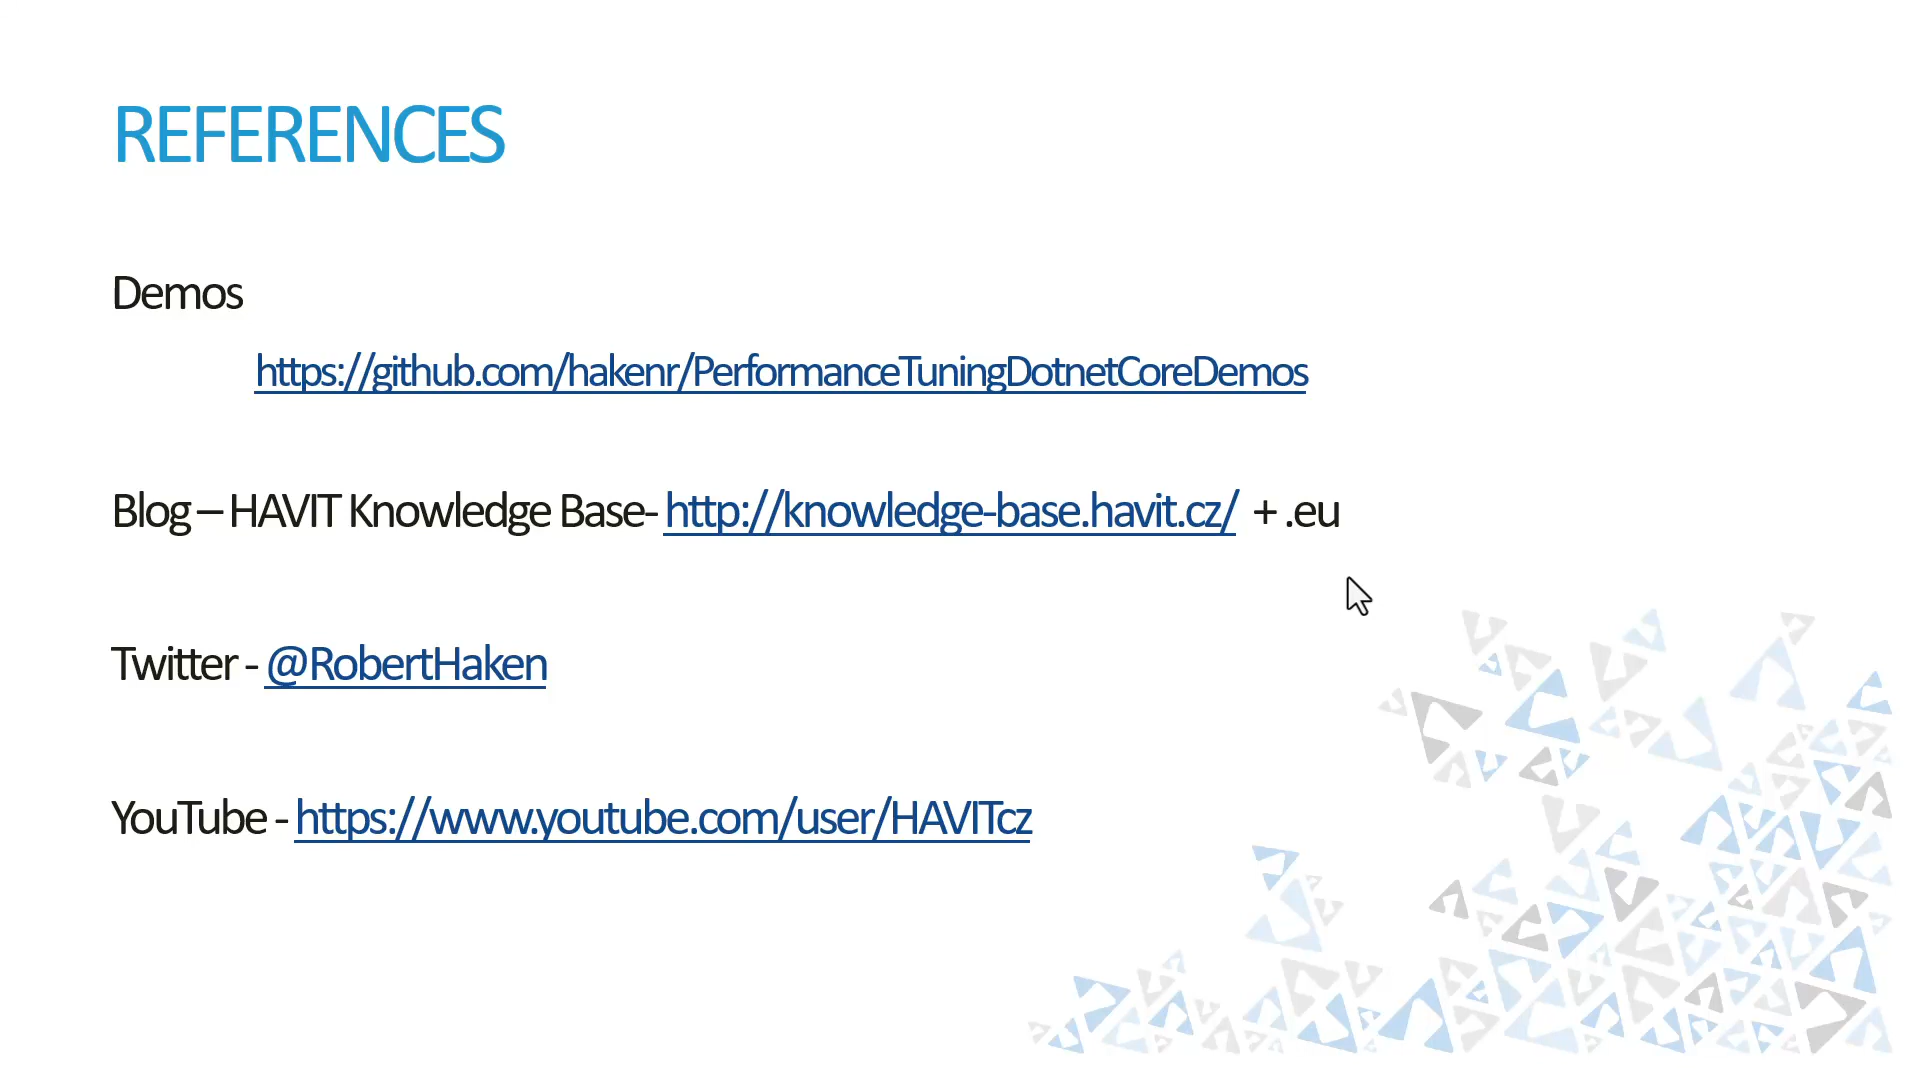 REFERENCES
Demos
https://github.com/hakenr/PerformanceTuningDotnetCoreDemos
Blog – HAVIT Knowledge Base- http://knowledge-base.havit.cz/ + .eu
Twitter - @RobertHaken
YouTube - https://www.youtube.com/user/HAVITcz